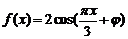 f(x) = 2cos(πx/3 + φ)